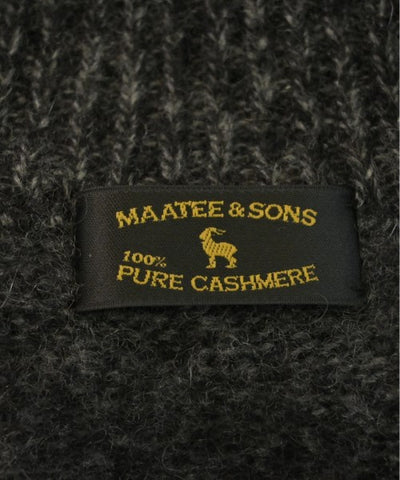 MAATEE & SONS
100%
PURE CASHMERE